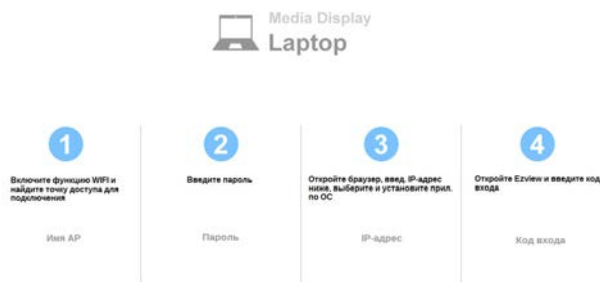 Media Display
Laptop
1
Включите функцию WIFI и
найдите точку доступа для
подключения
Имя AP
2
Введите пароль
Пароль
3
Откройте браузер, введ. IP-адрес
ниже, выберите и установите прил.
по ОС
IP-адрес
4
Откройте Ezview и введите код
входа
Код входа